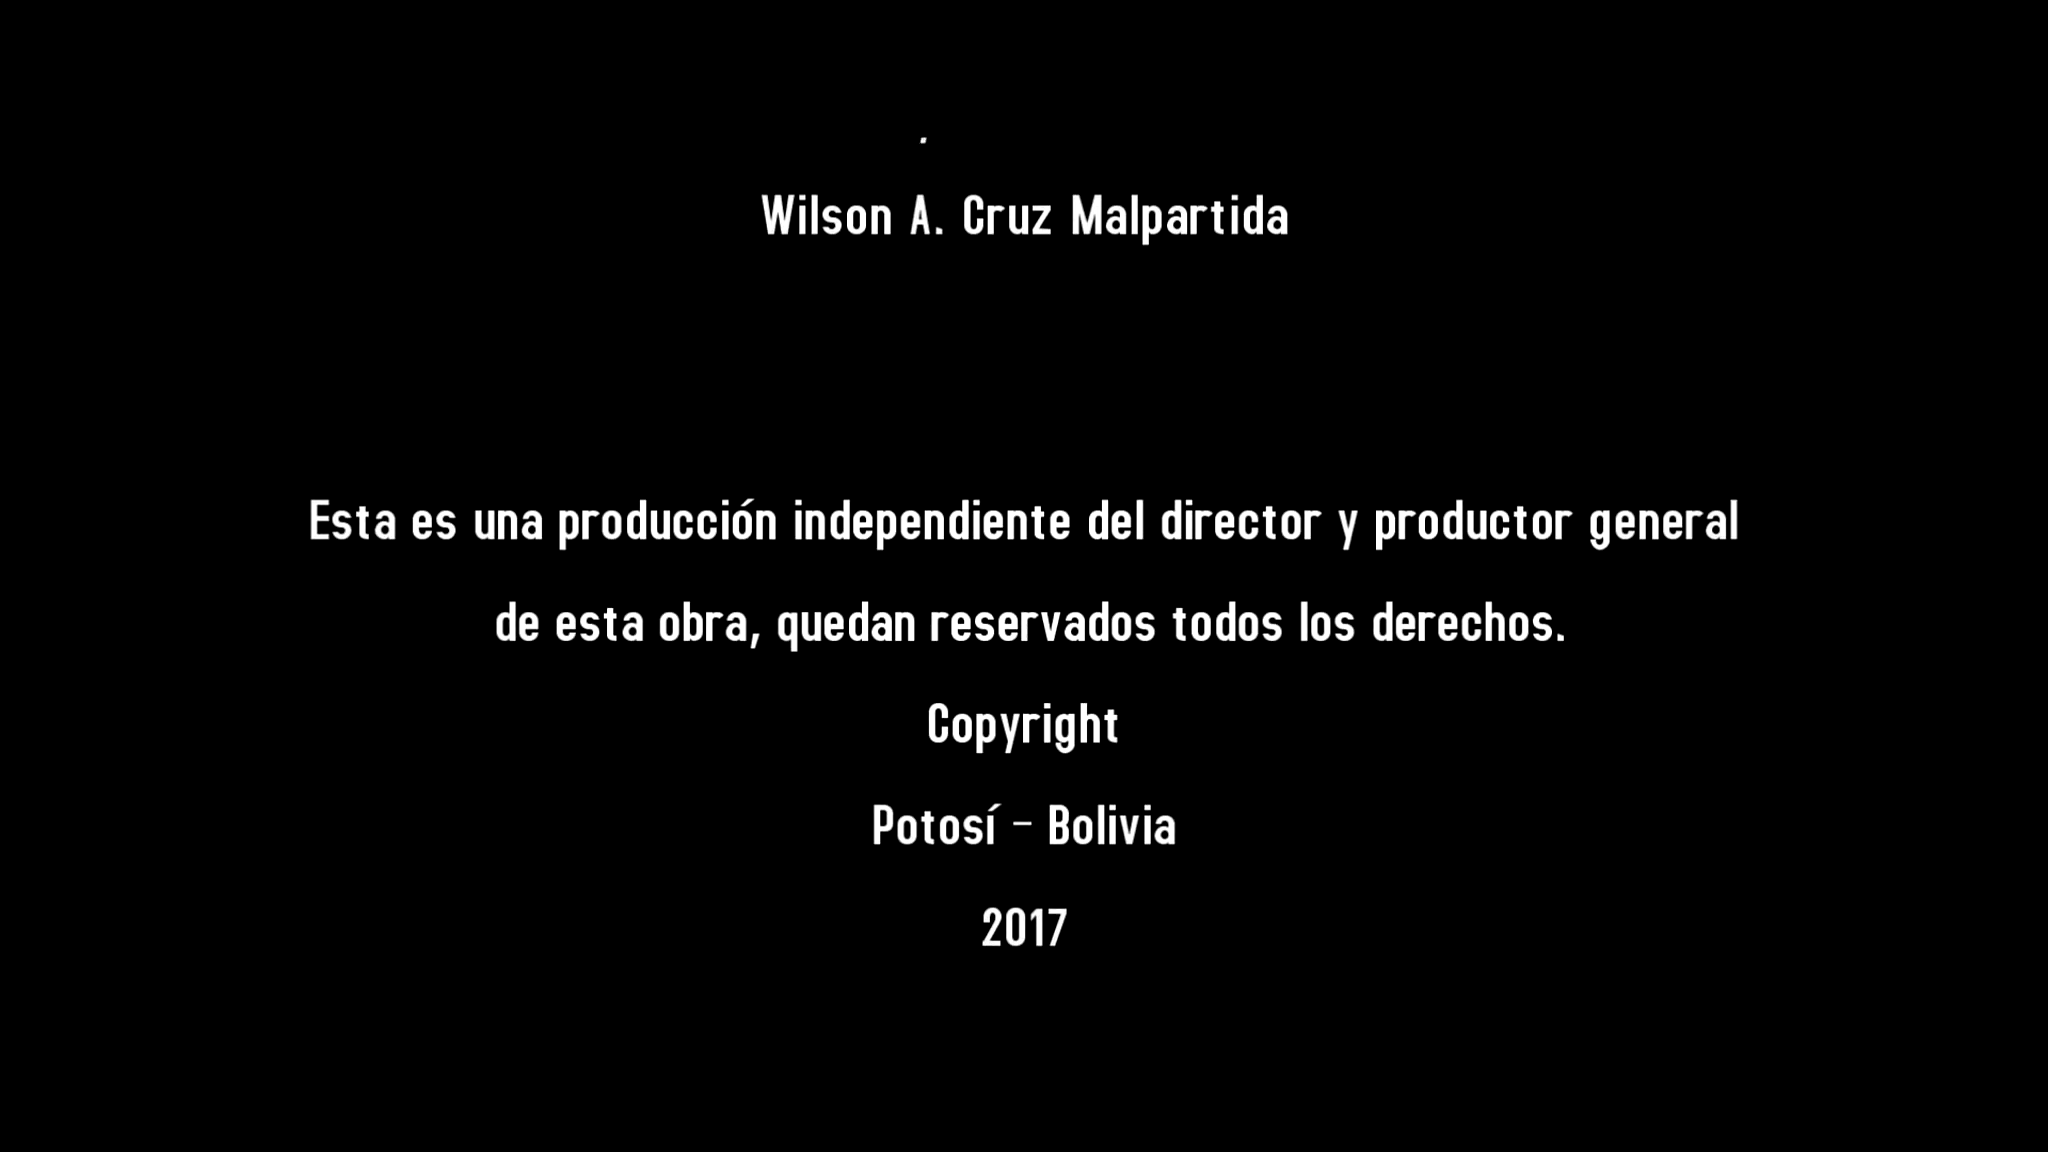 Wilson A. Cruz Malpartida
Esta es una producción independiente del director y productor general
de esta obra, quedan reservados todos los derechos.
Copyright
Potosí - Bolivia
2017